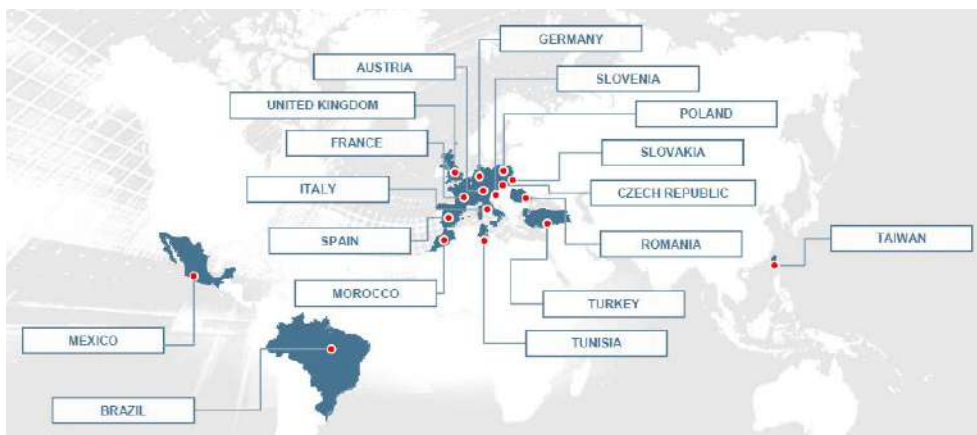 GERMANY
AUSTRIA
SLOVENIA
UNITED KINGDOM
POLAND
FRANCE
SLOVAKIA
ITALY
CZECH REPUBLIC
SPAIN
ROMANIA
TAIWAN
MOROCCO
TURKEY
MEXICO
TUNISIA
BRAZIL